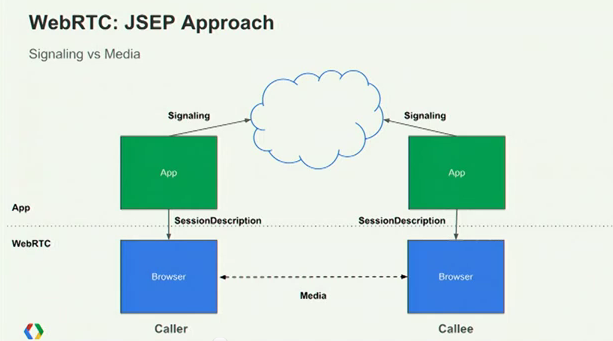 WebRTC: JSEP Approach
Signaling vs Media
Signaling
Signaling
App
App
App
SessionDescription
SessionDescription
WebRTC
Browser
Browser
Media
Caller
Callee